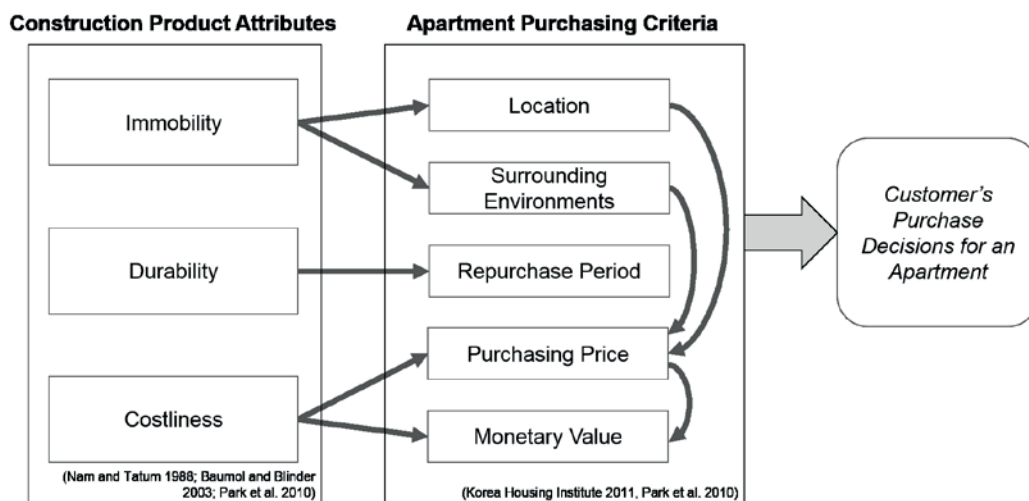 Construction Product Attributes
Apartment Purchasing Criteria
Immobility
Durability
Costliness
(Nam and Tatum 1988; Baumol and Blinder
2003; Park et al. 2010)
Location
Surrounding
Environments
Repurchase Period
Purchasing Price
Monetary Value
(Korea Housing Institute 2011, Park et al. 2010)
Customer's
Purchase
Decisions for an
Apartment